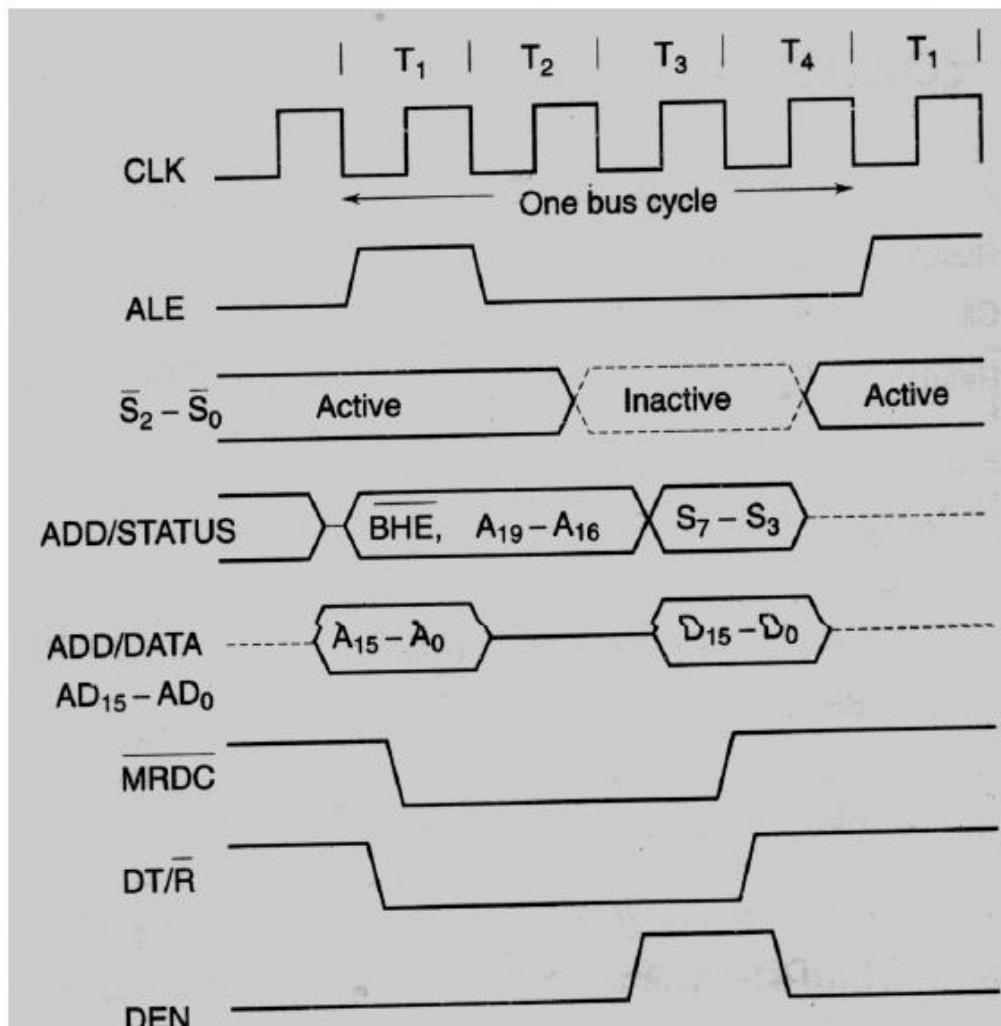 T₁ T₂ T₃ T₄ T₁
CLK
One bus cycle
ALE
S̅₂ – S̅₀ Active Inactive Active
ADD/STATUS B̅H̅E̅, A₁₉ – A₁₆ S₇ – S₃
ADD/DATA A₁₅ – A₀ D₁₅ – D₀
AD₁₅ – AD₀
M̅R̅D̅C̅
DT/R̅
DEN